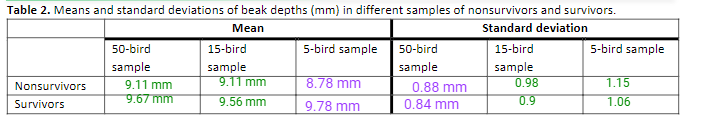 Table 2. Means and standard deviations of beak depths (mm) in different samples of nonsurvivors and survivors.
Mean Standard deviation
50-bird sample 15-bird sample 5-bird sample 50-bird sample 15-bird sample 5-bird sample
Nonsurvivors 9.11 mm 9.11 mm 8.78 mm 0.88 mm 0.98 1.15
Survivors 9.67 mm 9.56 mm 9.78 mm 0.84 mm 0.9 1.06